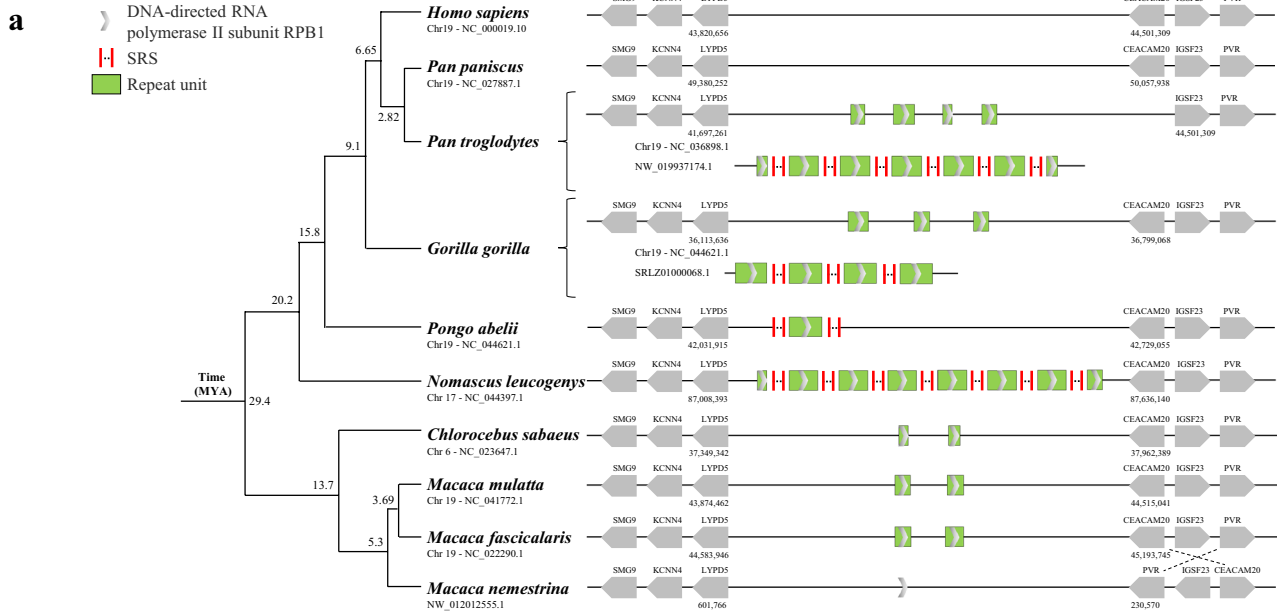 a
DNA-directed RNA
polymerase II subunit RPB1
SRS
Repeat unit
Time
(MYA)
29.4
20.2
15.8
9.1
6.65
2.82
13.7
3.69
5.3
Homo sapiens
Chr19 - NC_000019.10
43,820,656
44,501,309
Pan paniscus
Chr19 - NC_027887.1
SMG9 KCNN4 LYPD5 CEACAM20 IGSF23 PVR
49,380,252 50,057,938
Pan troglodytes
SMG9 KCNN4 LYPD5 IGSF23 PVR
41,697,261 44,501,309
Chr19 - NC_036898.1
NW_019937174.1
Gorilla gorilla
SMG9 KCNN4 LYPD5 CEACAM20 IGSF23 PVR
36,113,636 36,799,068
Chr19 - NC_044621.1
SRLZ01000068.1
Pongo abelii
Chr19 - NC_044621.1
SMG9 KCNN4 LYPD5 CEACAM20 IGSF23 PVR
42,031,915 42,729,055
Nomascus leucogenys
Chr 17 - NC_044397.1
SMG9 KCNN4 LYPD5 CEACAM20 IGSF23 PVR
87,008,393 87,636,140
Chlorocebus sabaeus
Chr 6 - NC_023647.1
SMG9 KCNN4 LYPD5 CEACAM20 IGSF23 PVR
37,349,342 37,962,389
Macaca mulatta
Chr 19 - NC_041772.1
SMG9 KCNN4 LYPD5 CEACAM20 IGSF23 PVR
43,874,462 44,515,041
Macaca fascicalaris
Chr 19 - NC_022290.1
SMG9 KCNN4 LYPD5 CEACAM20 IGSF23 PVR
44,583,946 45,193,745
Macaca nemestrina
NW_012012555.1
SMG9 KCNN4 LYPD5 PVR IGSF23 CEACAM20
601,766 230,570